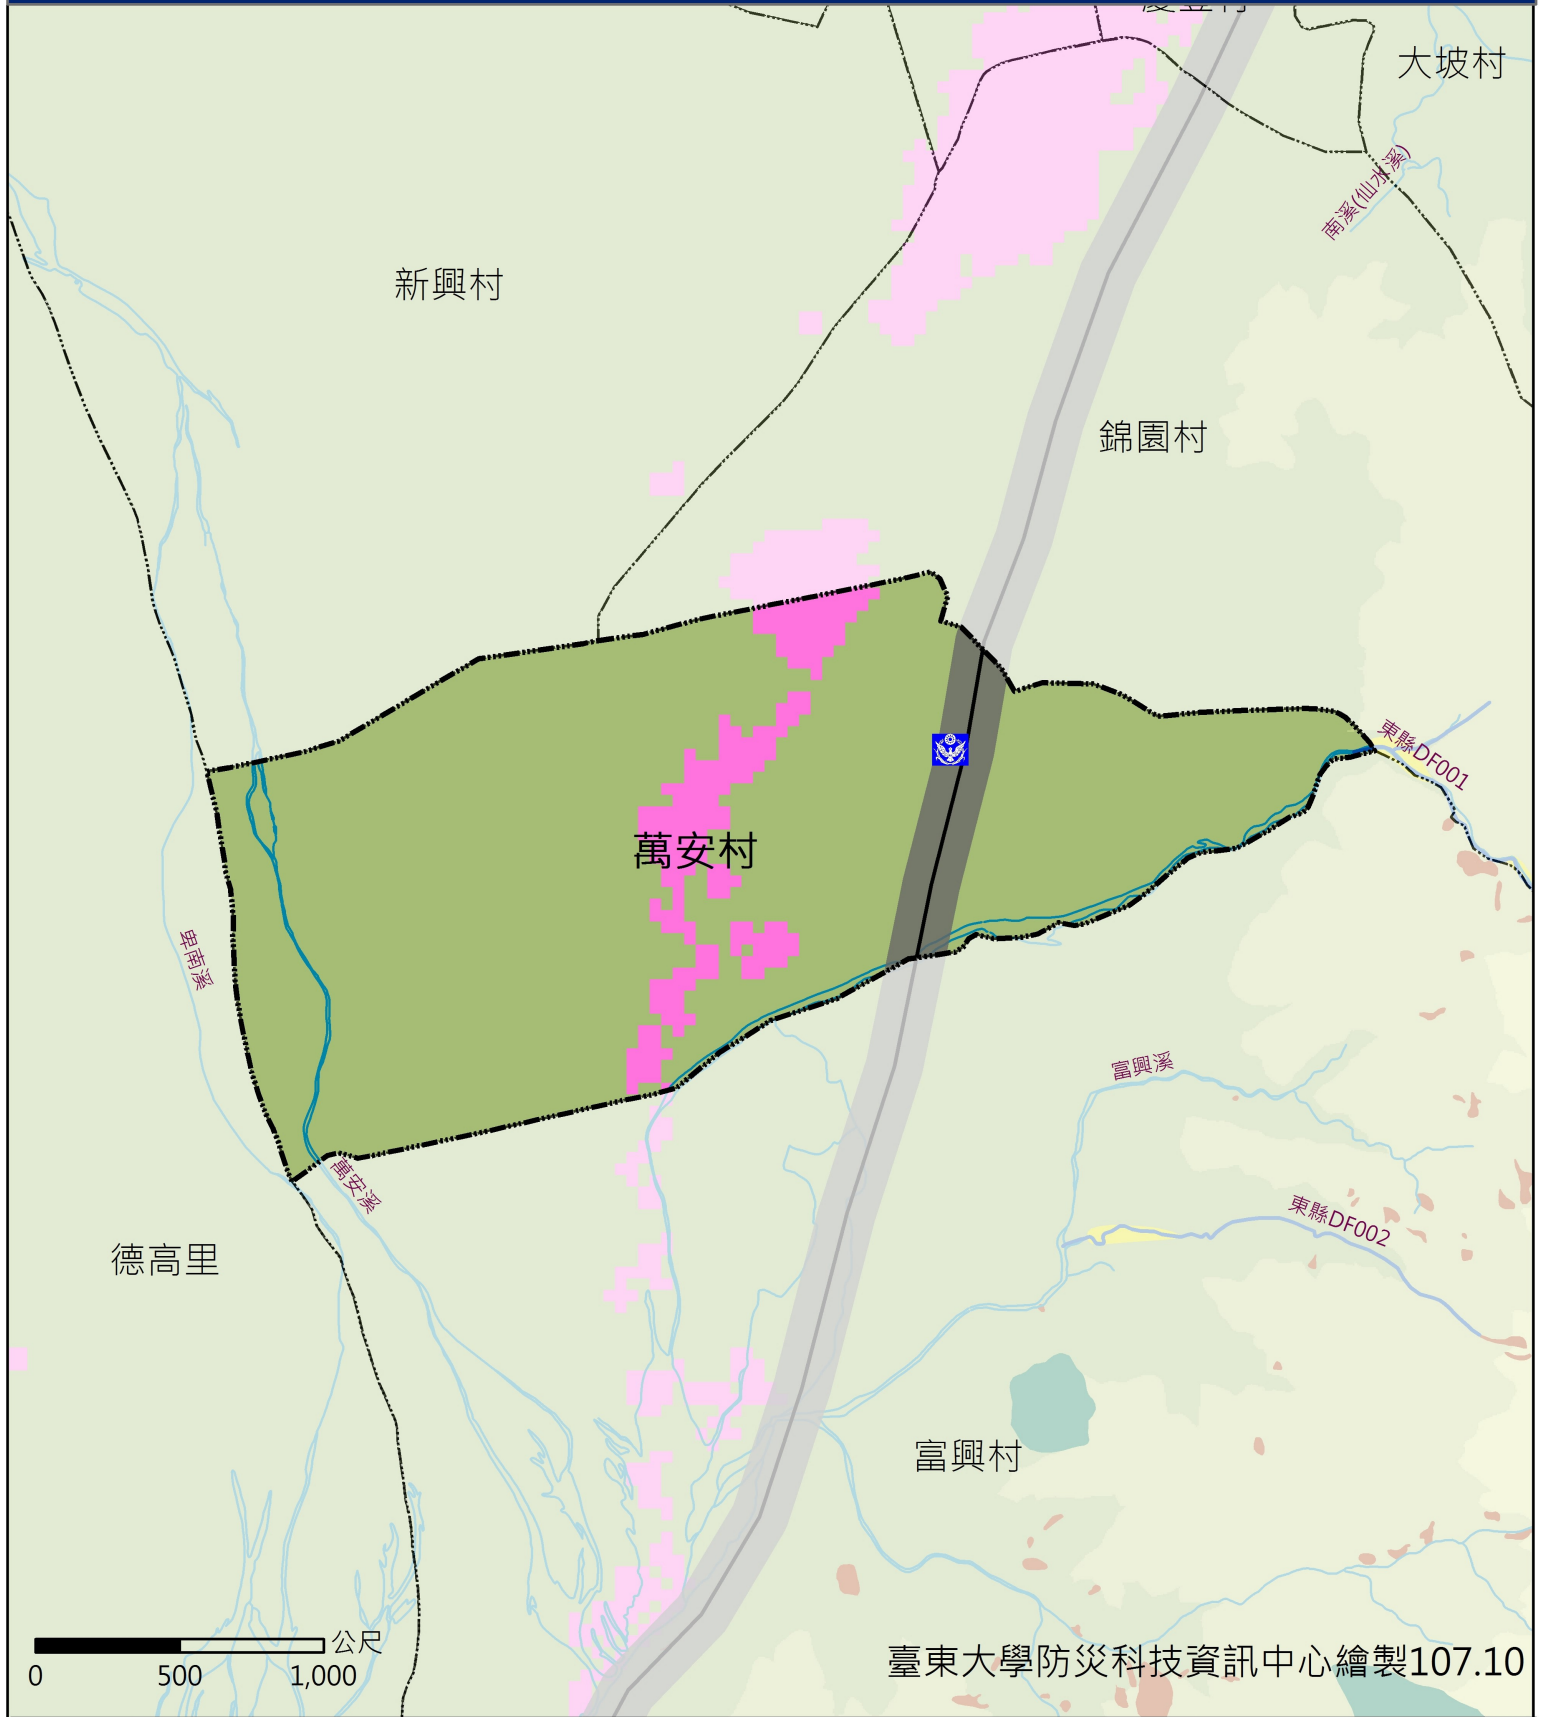 大坡村
南溪(仙水溪)
新興村
錦園村
東縣DF001
萬安村
卑南溪
富興溪
萬安溪
東縣DF002
德高里
富興村
公尺
0 500 1,000
臺東大學防災科技資訊中心繪製107.10